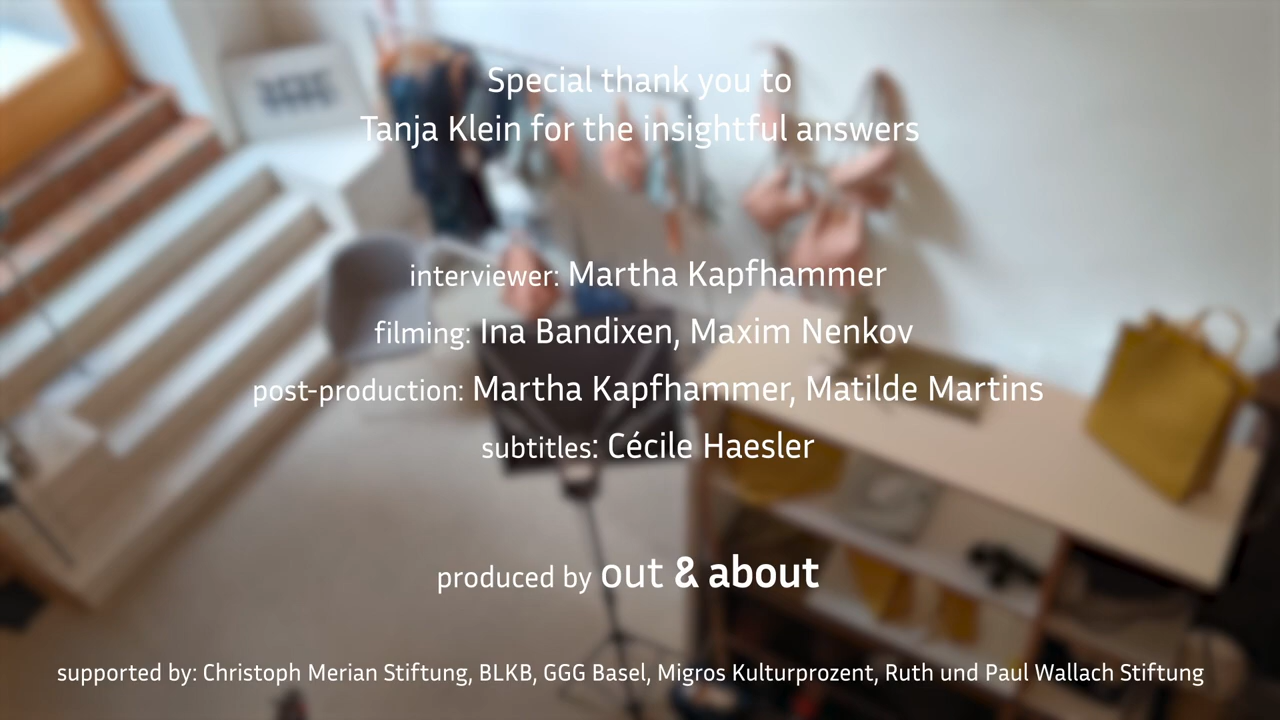 Special thank you to
Tanja Klein for the insightful answers
interviewer: Martha Kapfhammer
filming: Ina Bandixen, Maxim Nenkov
post-production: Martha Kapfhammer, Matilde Martins
subtitles: Cécile Haesler
produced by out & about
supported by: Christoph Merian Stiftung, BLKB, GGG Basel, Migros Kulturprozent, Ruth und Paul Wallach Stiftung